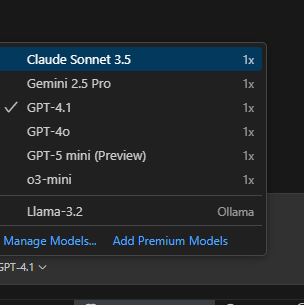 Claude Sonnet 3.5 1x
Gemini 2.5 Pro 1x
GPT-4.1 1x
GPT-4o 1x
GPT-5 mini (Preview) 1x
o3-mini 1x
Llama-3.2 Ollama
Manage Models... Add Premium Models
GPT-4.1